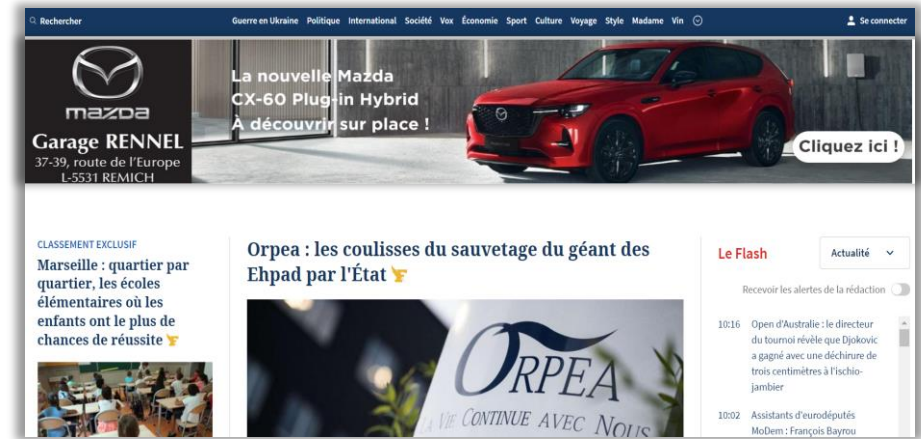 Rechercher
Guerre en Ukraine Politique International Société Vox Économie Sport Culture Voyage Style Madame Vin
Se connecter
mazda
Garage RENNEL
37-39, route de l'Europe
L-5531 REMICH
La nouvelle Mazda
CX-60 Plug-in Hybrid
À découvrir sur place !
Cliquez ici !
CLASSEMENT EXCLUSIF
Marseille : quartier par
quartier, les écoles
élémentaires où les
enfants ont le plus de
chances de réussite
Orpea : les coulisses du sauvetage du géant des
Ehpad par l'État
ORPEA
LA VIE CONTINUE AVEC NOUS
Le Flash
Actualité
Recevoir les alertes de la rédaction
10:16 Open d'Australie : le directeur
du tournoi révèle que Djokovic
a gagné avec une déchirure de
trois centimètres à l'ischio-
jambier
10:02 Assistants d'eurodéputés
MoDem : François Bayrou